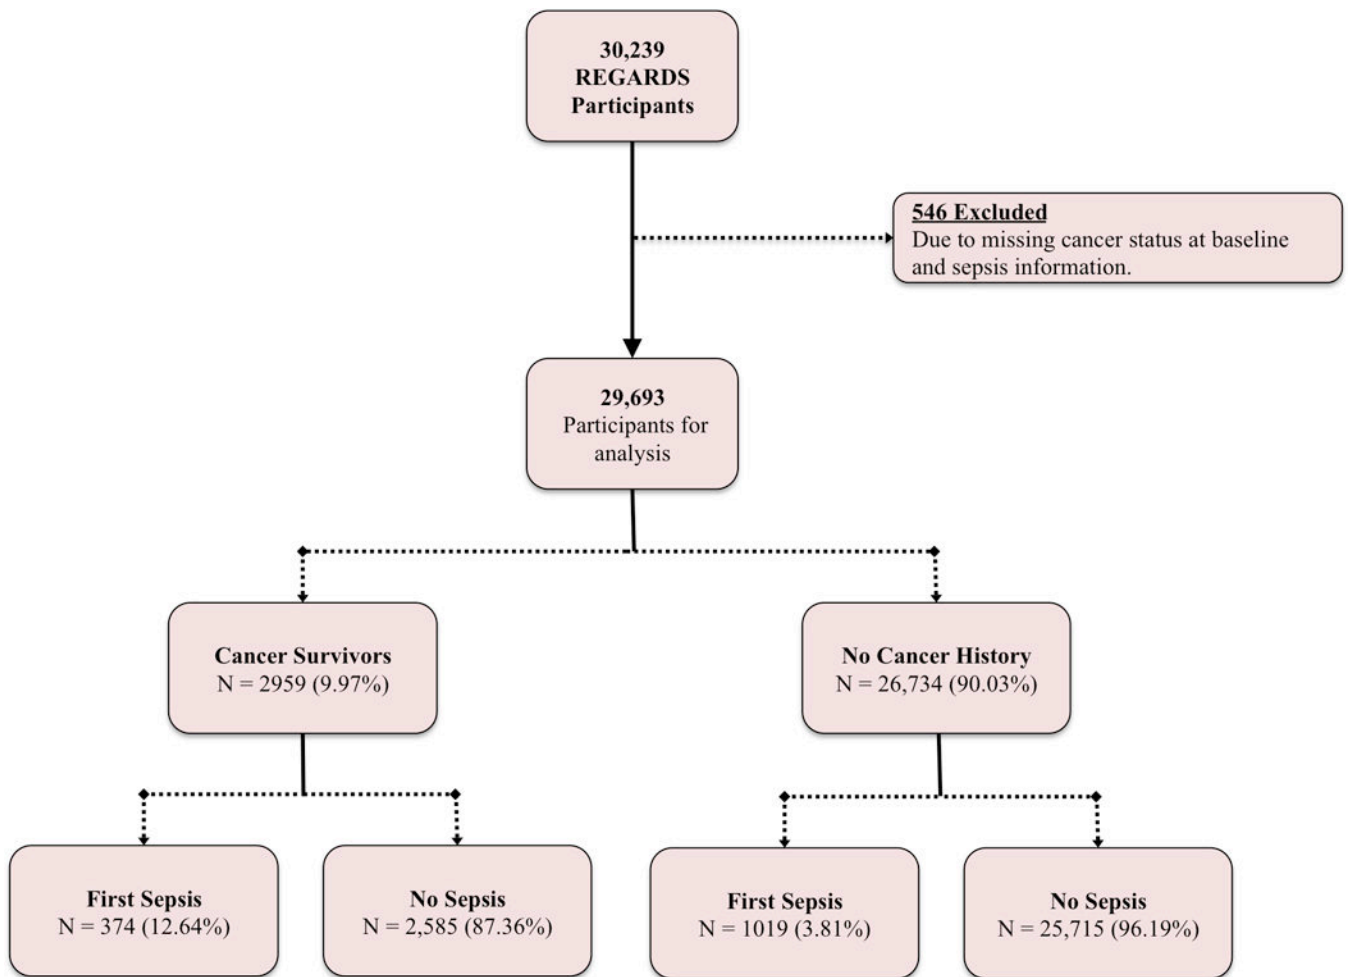 30,239
REGARDS
Participants
546 Excluded
Due to missing cancer status at baseline
and sepsis information.
29,693
Participants for
analysis
Cancer Survivors
N = 2959 (9.97%)
No Cancer History
N = 26,734 (90.03%)
First Sepsis
N = 374 (12.64%)
No Sepsis
N = 2,585 (87.36%)
First Sepsis
N = 1019 (3.81%)
No Sepsis
N = 25,715 (96.19%)